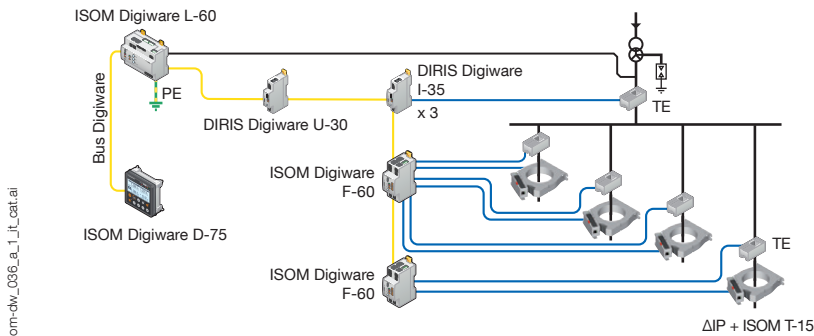 ISOM Digiware L-60
PE
Bus Digiware
DIRIS Digiware U-30
DIRIS Digiware
I-35
x 3
TE
ISOM Digiware
F-60
ISOM Digiware D-75
ISOM Digiware
F-60
TE
ΔIP + ISOM T-15
om-dw_036_a_1_it_cat.ai